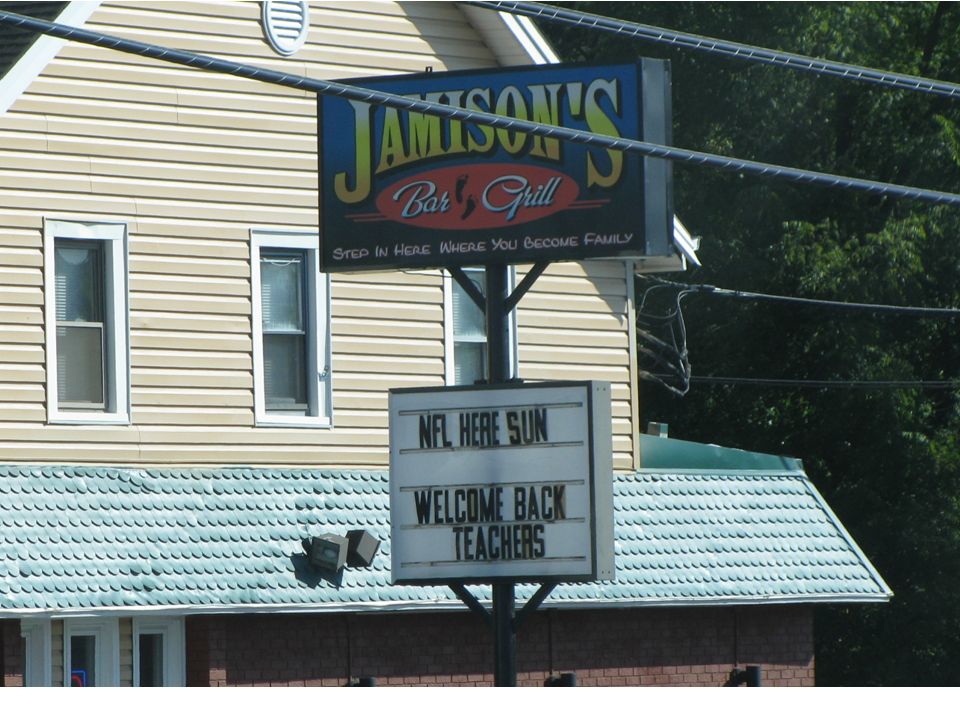 JAMISON'S
Bar Grill
STEP IN HERE WHERE YOU BECOME FAMILY
NFL HERE SUN
WELCOME BACK
TEACHERS